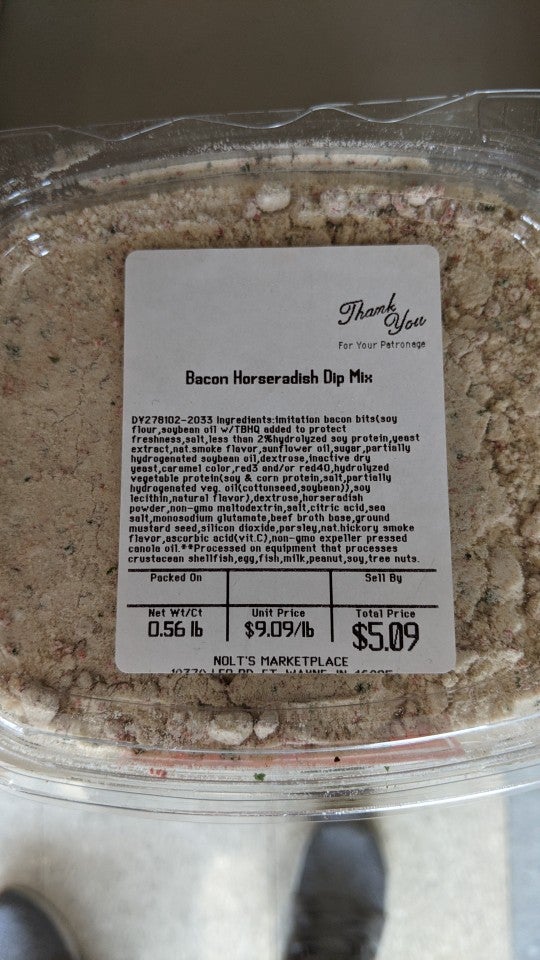 Thank
You
For Your Patronage
Bacon Horseradish Dip Mix
DY278102-2033 Ingredients:imitation bacon bits(soy
flour,soybean oil w/TBHQ added to protect
freshness,salt,less than 2%hydrolyzed soy protein,yeast
extract,nat.smoke flavor,sunflower oil,sugar,partially
hydrogenated soybean oil,dextrose,inactive dry
yeast,caramel color,red3 and/or red40,hydrolyzed
vegetable protein(soy & corn protein,salt,partially
hydrogenated veg. oil(cottonseed,soybean)),soy
lecithin,natural flavor),dextrose,horseradish
powder,non-gmo maltodextrin,salt,citric acid,sea
salt,monosodium glutamate,beef broth base,ground
mustard seed,silicon dioxide,parsley,nat.hickory smoke
flavor,ascorbic acid(vit.C),non-gmo expeller pressed
canola oil.**Processed on equipment that processes
crustacean shellfish,egg,fish,milk,peanut,soy,tree nuts.
Packed On Sell By
Net Wt/Ct Unit Price Total Price
0.56 lb $9.09/lb $5.09
NOLT'S MARKETPLACE